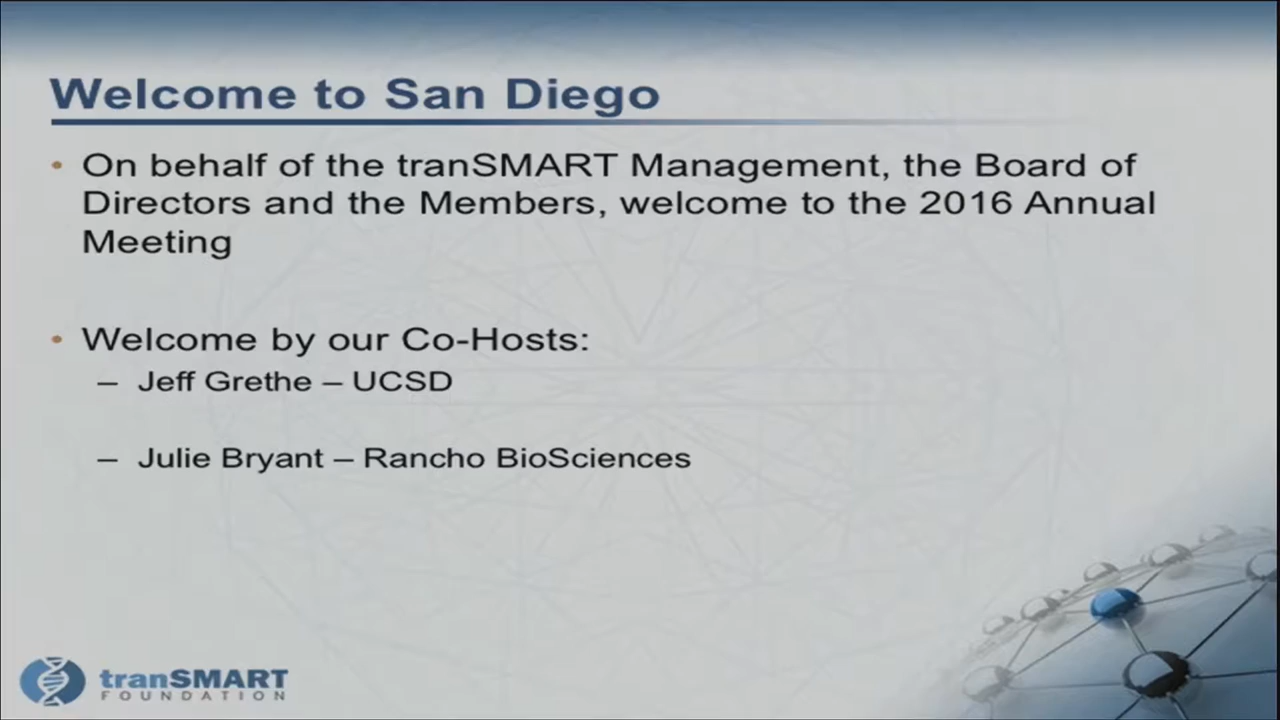 Welcome to San Diego
• On behalf of the tranSMART Management, the Board of
Directors and the Members, welcome to the 2016 Annual
Meeting
• Welcome by our Co-Hosts:
– Jeff Grethe – UCSD
– Julie Bryant – Rancho BioSciences
tranSMART
FOUNDATION